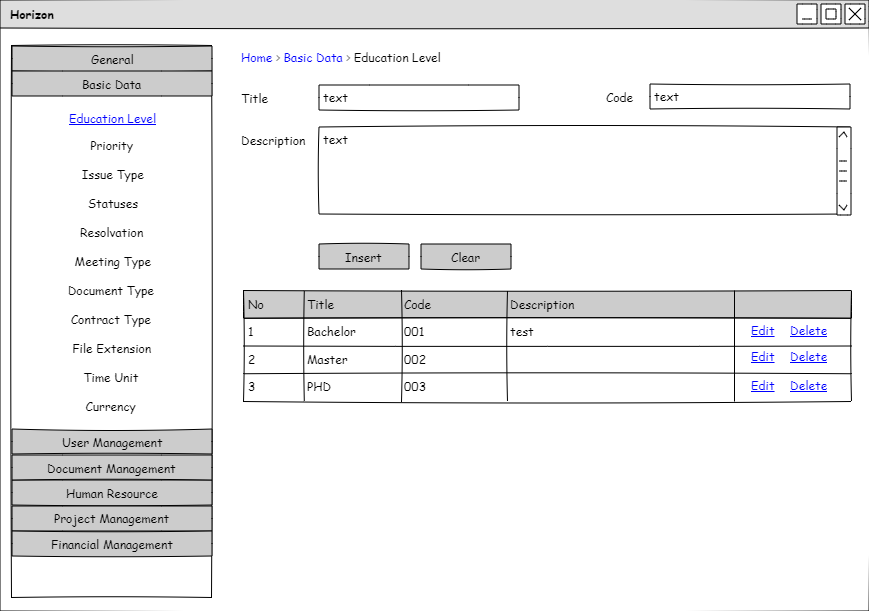 Horizon
General
Basic Data
Education Level
Priority
Issue Type
Statuses
Resolvation
Meeting Type
Document Type
Contract Type
File Extension
Time Unit
Currency
User Management
Document Management
Human Resource
Project Management
Financial Management
Home > Basic Data > Education Level
Title text Code text
Description text
Insert Clear
No Title Code Description
1 Bachelor 001 test Edit Delete
2 Master 002 Edit Delete
3 PHD 003 Edit Delete